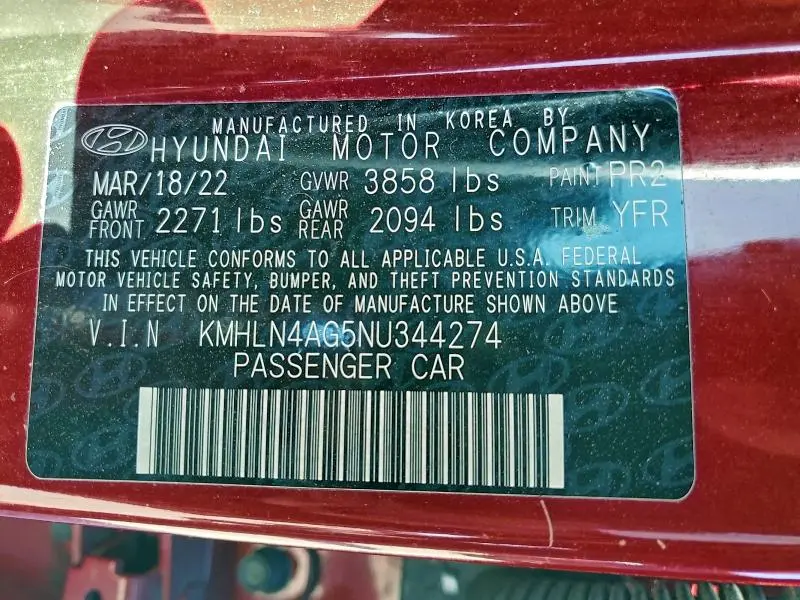 MANUFACTURED IN KOREA BY
HYUNDAI MOTOR COMPANY
MAR/18/22 GVWR 3858 lbs PAINT PR2
GAWR FRONT 2271 lbs GAWR REAR 2094 lbs TRIM YFR
THIS VEHICLE CONFORMS TO ALL APPLICABLE U.S.A. FEDERAL
MOTOR VEHICLE SAFETY, BUMPER, AND THEFT PREVENTION STANDARDS
IN EFFECT ON THE DATE OF MANUFACTURE SHOWN ABOVE
V.I.N KMHLN4AG5NU344274
PASSENGER CAR